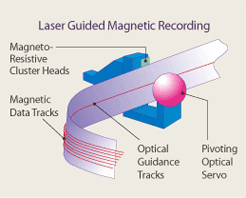 Laser Guided Magnetic Recording
Magneto-
Resistive
Cluster Heads
Magnetic
Data Tracks
Optical
Guidance
Tracks
Pivoting
Optical
Servo